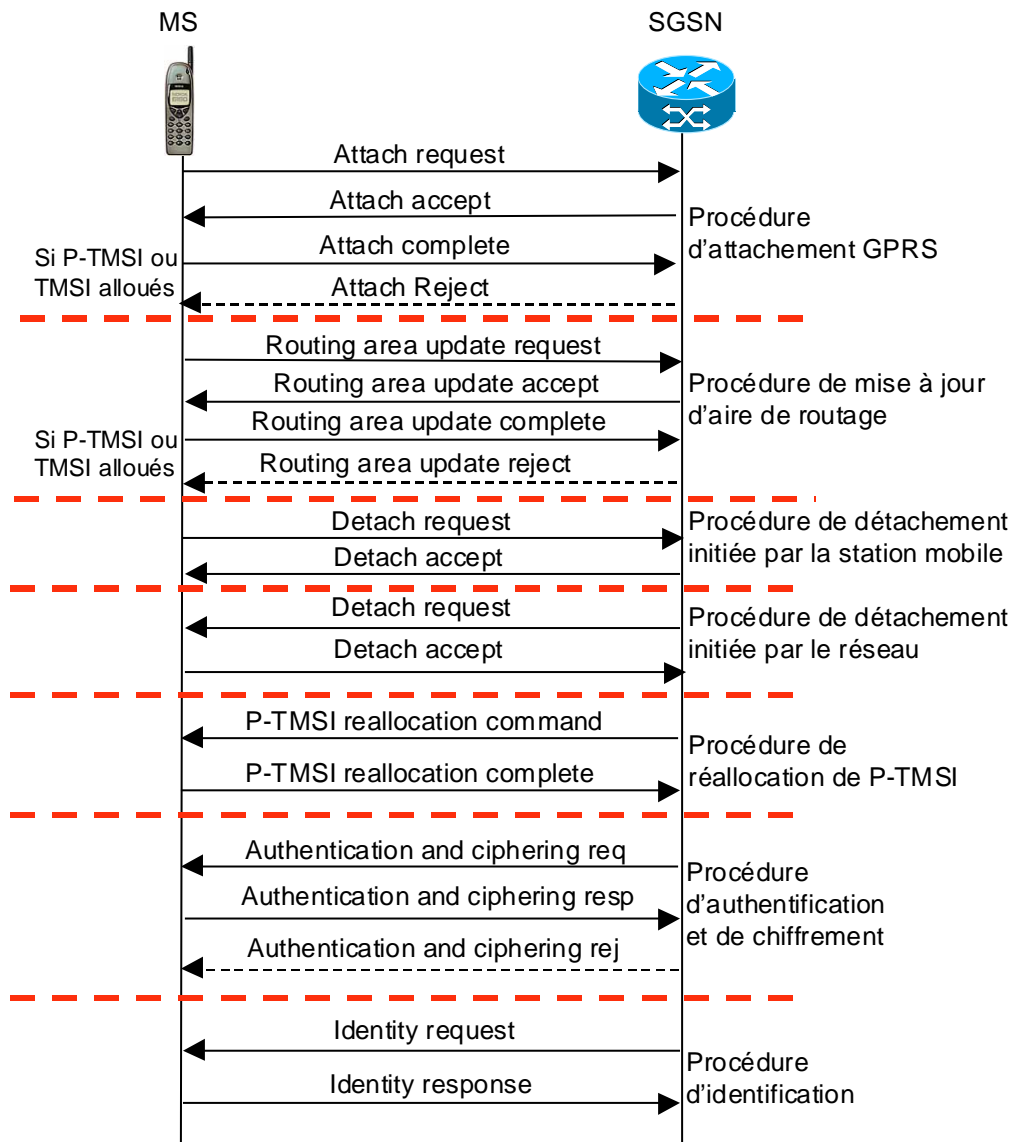 MS
SGSN
Attach request
Attach accept
Procédure
d'attachement GPRS
Attach complete
Si P-TMSI ou
TMSI alloués
Attach Reject
Routing area update request
Routing area update accept
Procédure de mise à jour
d'aire de routage
Routing area update complete
Si P-TMSI ou
TMSI alloués
Routing area update reject
Detach request
Procédure de détachement
initiée par la station mobile
Detach accept
Detach request
Procédure de détachement
initiée par le réseau
Detach accept
P-TMSI reallocation command
Procédure de
réallocation de P-TMSI
P-TMSI reallocation complete
Authentication and ciphering req
Procédure
d'authentification
et de chiffrement
Authentication and ciphering resp
Authentication and ciphering rej
Identity request
Procédure
d'identification
Identity response